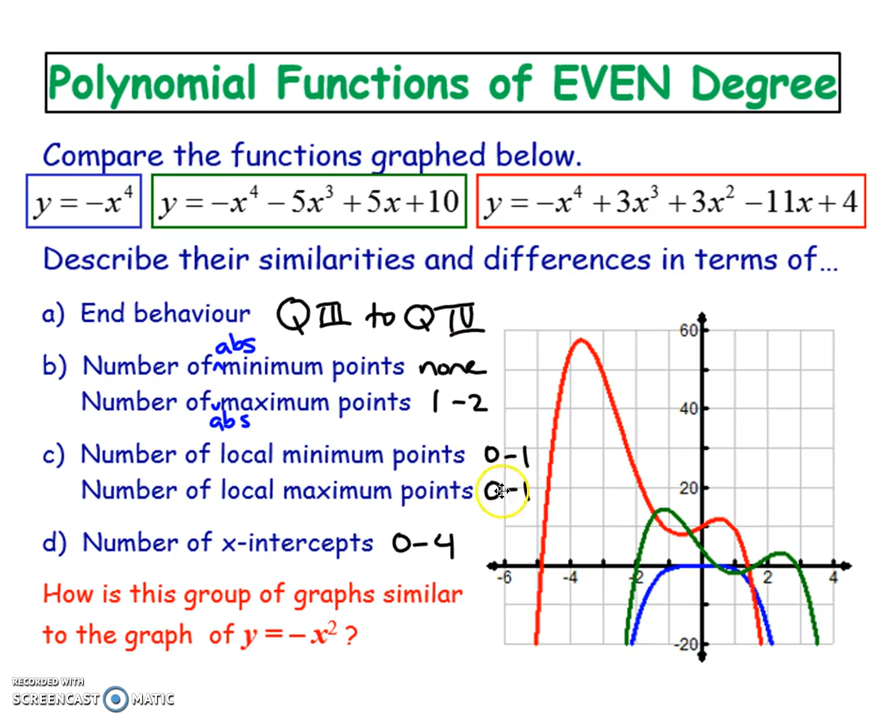 Polynomial Functions of EVEN Degree
Compare the functions graphed below.
y = −x⁴ y = −x⁴ − 5x³ + 5x + 10 y = −x⁴ + 3x³ + 3x² − 11x + 4
Describe their similarities and differences in terms of...
a) End behaviour QIII to QIV
abs
b) Number of minimum points none
Number of maximum points 1-2
abs
c) Number of local minimum points 0-1
Number of local maximum points 0-1
d) Number of x-intercepts 0-4
How is this group of graphs similar
to the graph of y = −x² ?
60
40
20
-6 -4 -2 2 4
-20
RECORDED WITH
SCREENCAST MATIC